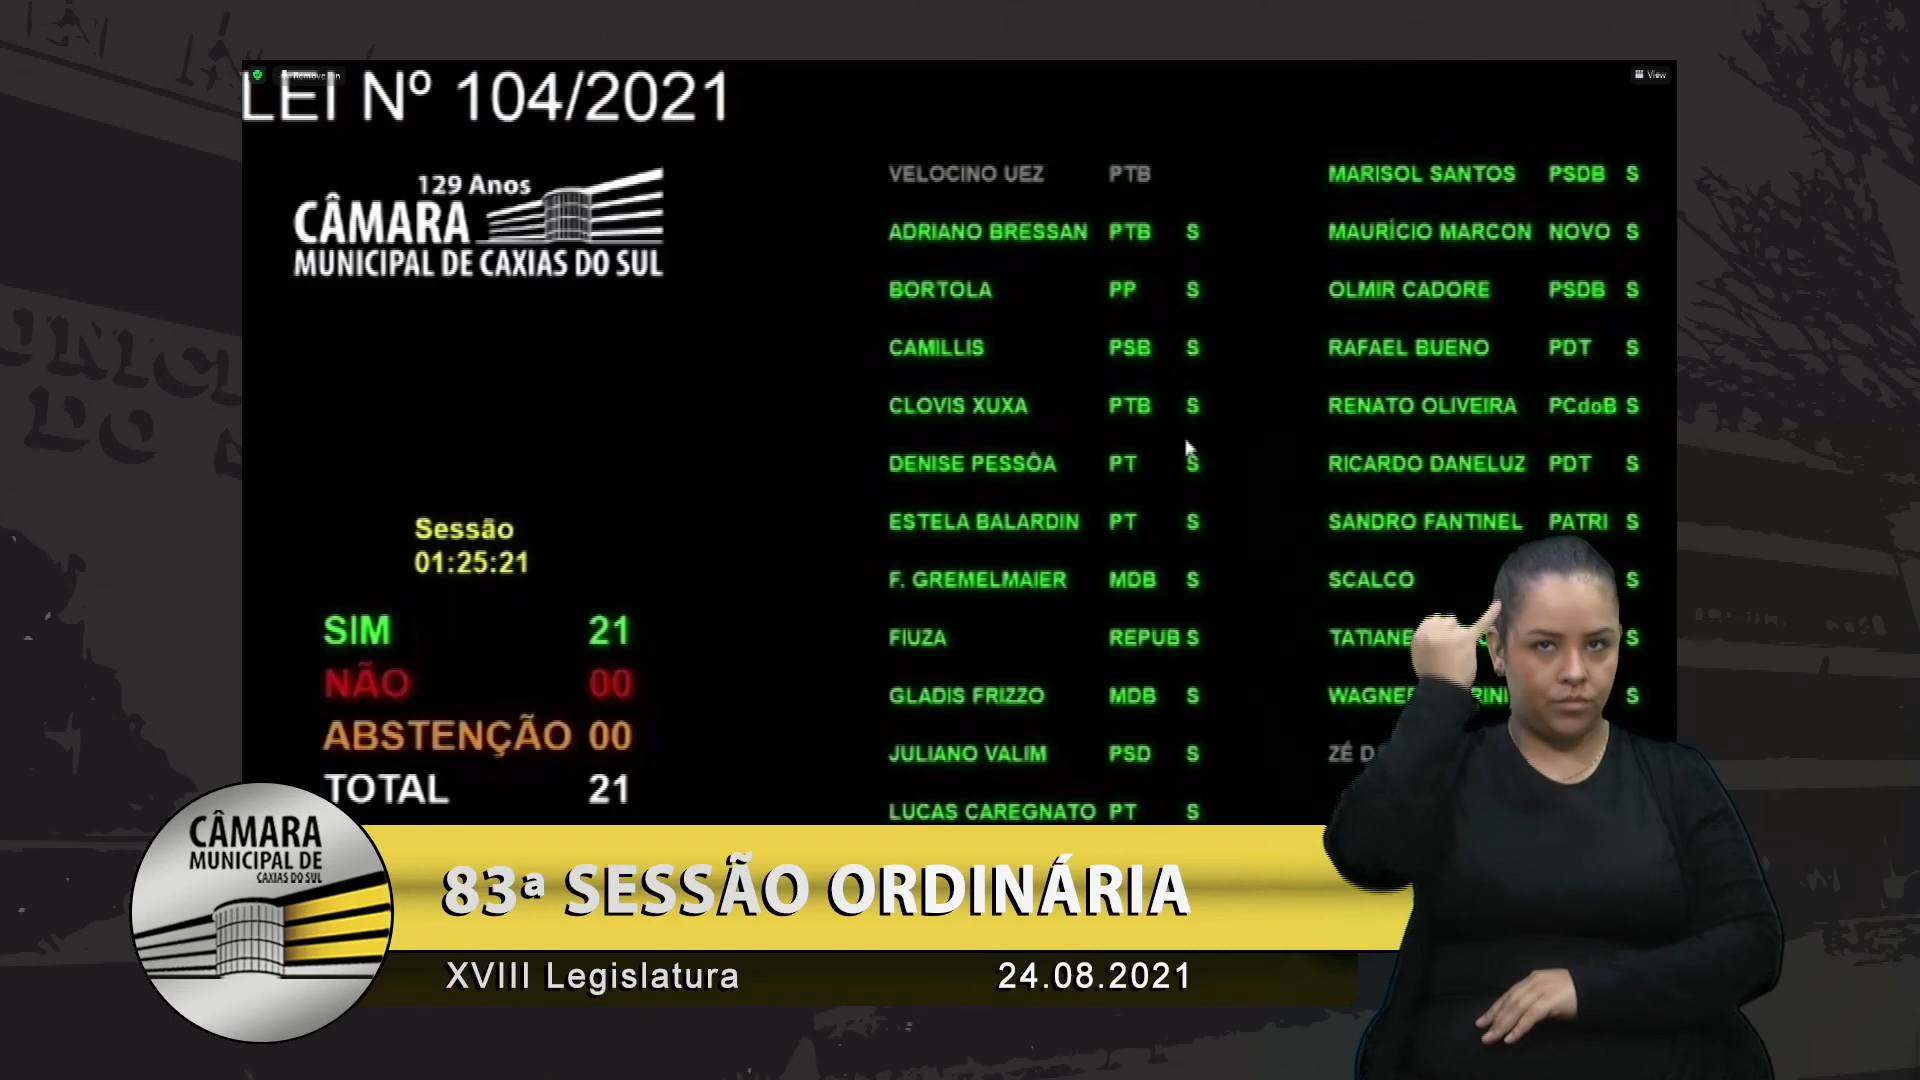 LEI Nº 104/2021
View
129 Anos
CÂMARA
MUNICIPAL DE CAXIAS DO SUL
Sessão
01:25:21
SIM 21
NÃO 00
ABSTENÇÃO 00
TOTAL 21
VELOCINO UEZ PTB
ADRIANO BRESSAN PTB S
BORTOLA PP S
CAMILLIS PSB S
CLOVIS XUXA PTB S
DENISE PESSÔA PT S
ESTELA BALARDIN PT S
F. GREMELMAIER MDB S
FIUZA REPUB S
GLADIS FRIZZO MDB S
JULIANO VALIM PSD S
LUCAS CAREGNATO PT S
MARISOL SANTOS PSDB S
MAURÍCIO MARCON NOVO S
OLMIR CADORE PSDB S
RAFAEL BUENO PDT S
RENATO OLIVEIRA PCdoB S
RICARDO DANELUZ PDT S
SANDRO FANTINEL PATRI S
SCALCO S
TATIANE S
S
ZÉ
CÂMARA
MUNICIPAL DE
CAXIAS DO SUL
83ª SESSÃO ORDINÁRIA
XVIII Legislatura 24.08.2021